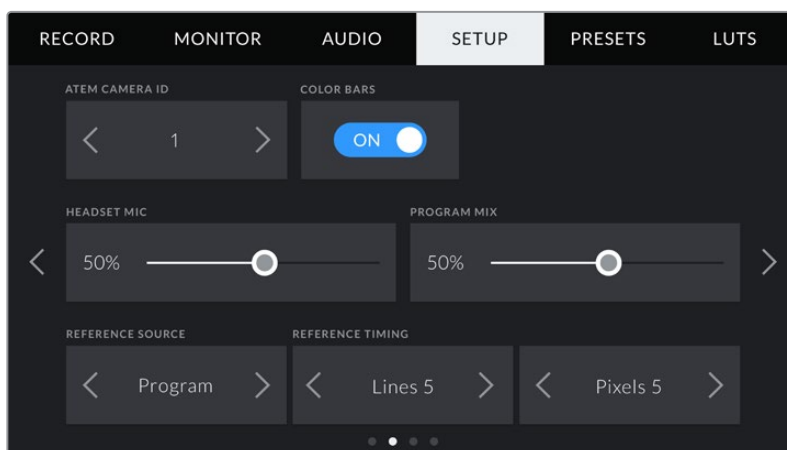 RECORD MONITOR AUDIO SETUP PRESETS LUTS
ATEM CAMERA ID COLOR BARS
1 ON
HEADSET MIC PROGRAM MIX
50% 50%
REFERENCE SOURCE REFERENCE TIMING
Program Lines 5 Pixels 5